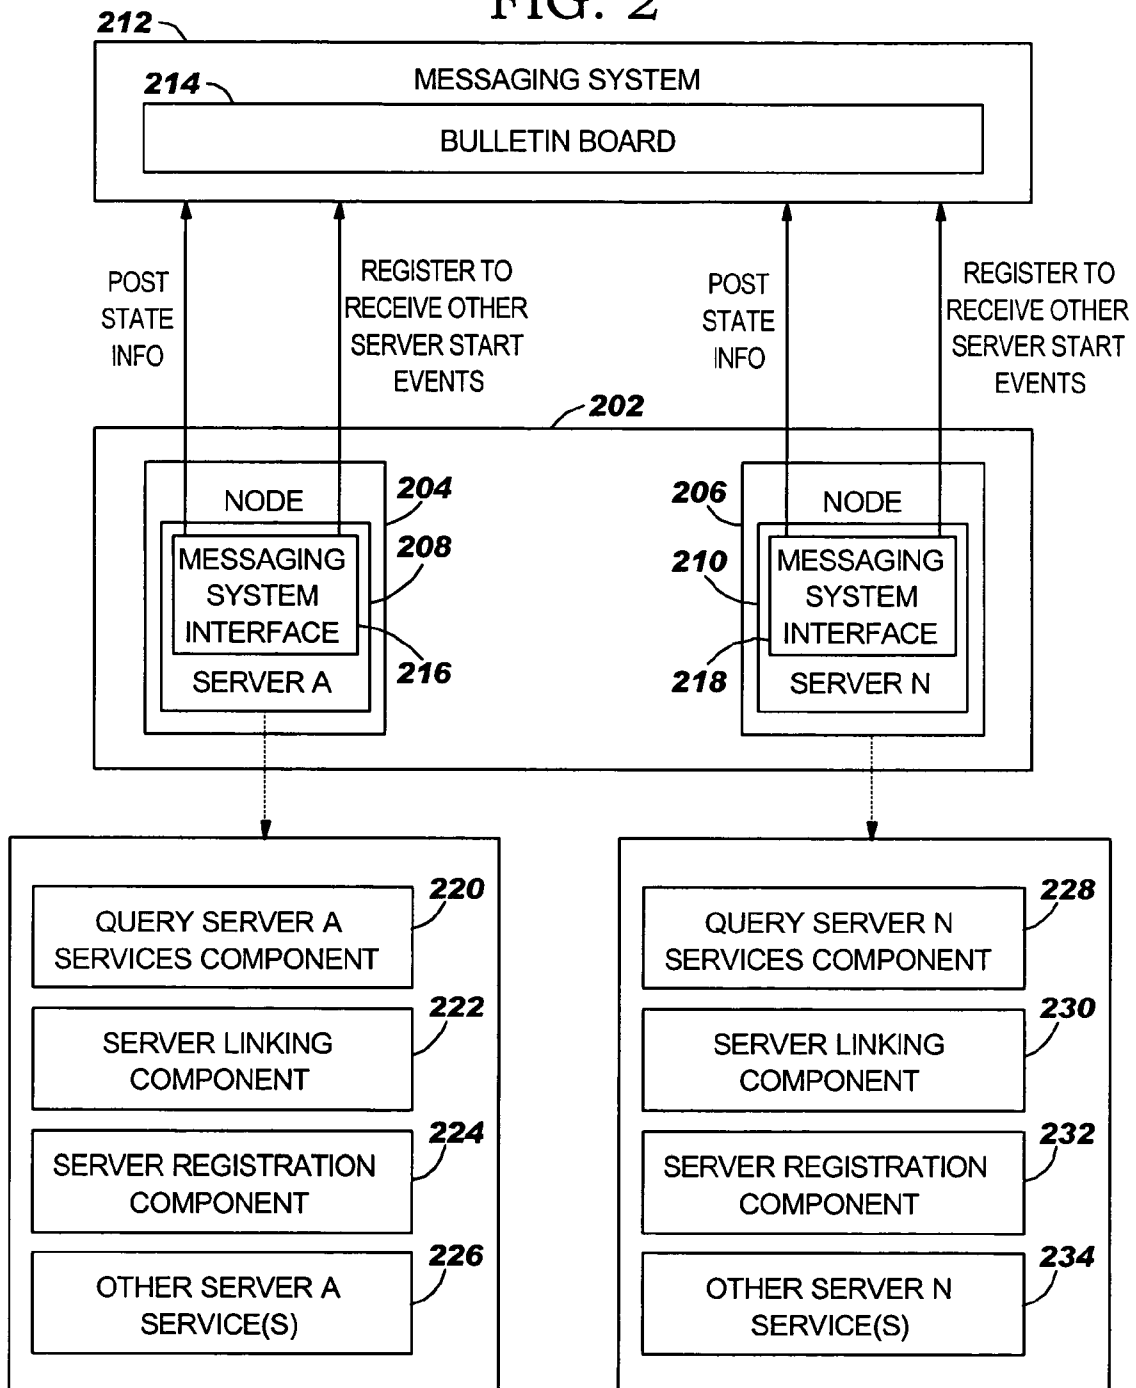 FIG. 2
212
MESSAGING SYSTEM
214
BULLETIN BOARD
POST
STATE
INFO
REGISTER TO
RECEIVE OTHER
SERVER START
EVENTS
POST
STATE
INFO
REGISTER TO
RECEIVE OTHER
SERVER START
EVENTS
202
NODE
204
MESSAGING
SYSTEM
INTERFACE
208
216
SERVER A
206
NODE
210
MESSAGING
SYSTEM
INTERFACE
218
SERVER N
220
QUERY SERVER A
SERVICES COMPONENT
222
SERVER LINKING
COMPONENT
224
SERVER REGISTRATION
COMPONENT
226
OTHER SERVER A
SERVICE(S)
228
QUERY SERVER N
SERVICES COMPONENT
230
SERVER LINKING
COMPONENT
232
SERVER REGISTRATION
COMPONENT
234
OTHER SERVER N
SERVICE(S)